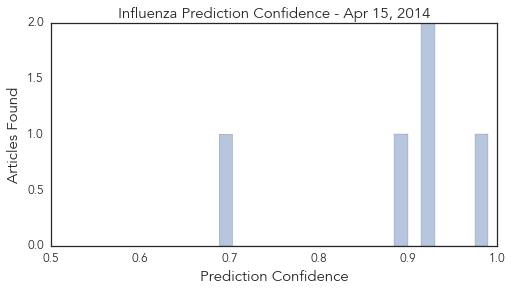 Influenza Prediction Confidence - Apr 15, 2014
2.0
1.5
1.0
0.5
0.0
Articles Found
0.5 0.6 0.7 0.8 0.9 1.0
Prediction Confidence